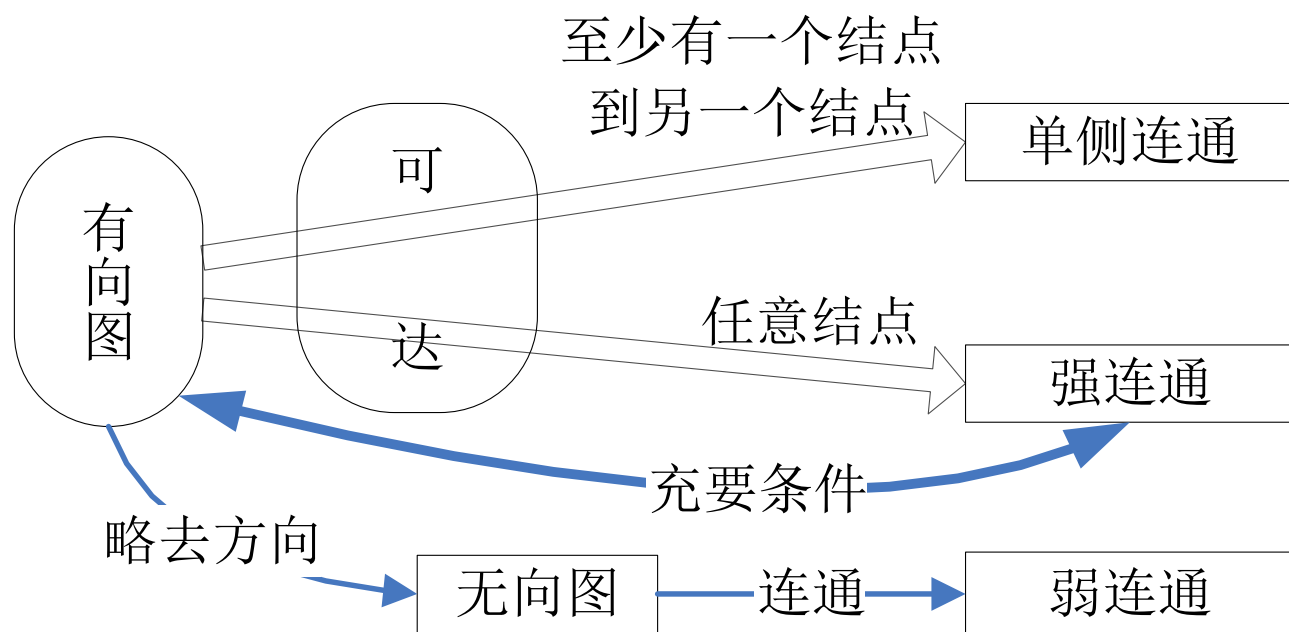 至少有一个结点
到另一个结点
单侧连通
可
达
有
向
图
任意结点
强连通
充要条件
略去方向
无向图
连通
弱连通